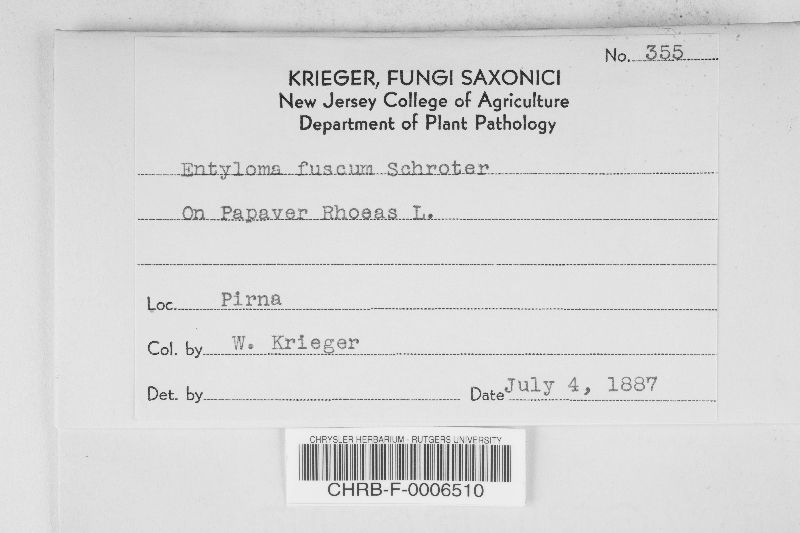 No. 355
KRIEGER, FUNGI SAXONICI
New Jersey College of Agriculture
Department of Plant Pathology
Entyloma fuscum Schroter
On Papaver Rhoeas L.
Loc. Pirna
Col. by W. Krieger
Det. by
Date July 4, 1887
CHRYSLER HERBARIUM - RUTGERS UNIVERSITY
CHRB-F-0006510